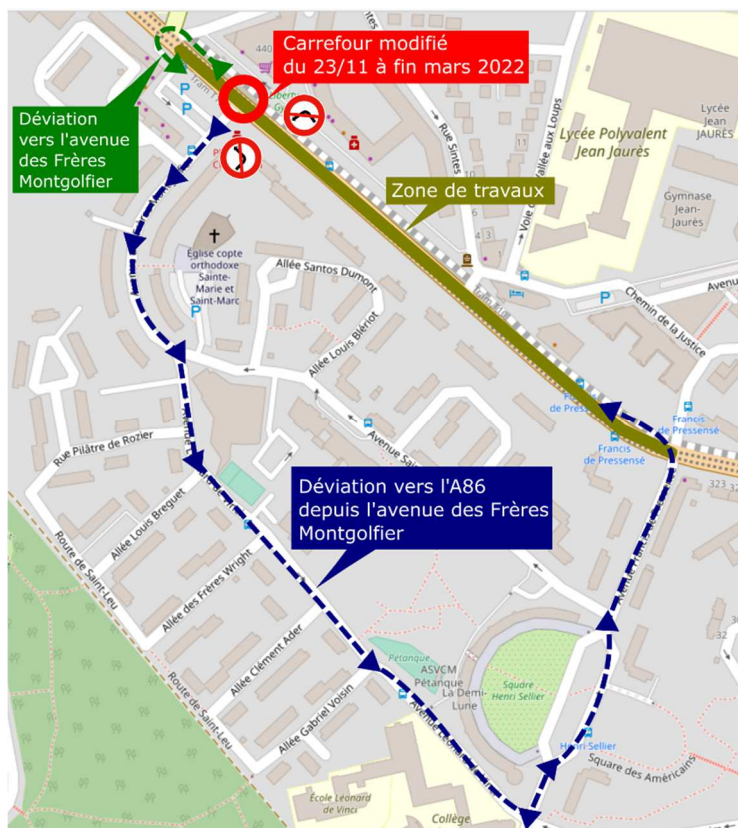 Carrefour modifié
du 23/11 à fin mars 2022
440
Déviation
vers l'avenue
des Frères
Montgolfier
P
P
Rue Sintes
11
Lycée Polyvalent
Jean Jaurès
Lycée
Jean
JAURÈS
Zone de travaux
Gymnase
Jean-
Jaurès
4
3
1
Église copte
orthodoxe
Sainte-
Marie et
Saint-Marc
P
Allée Santos Dumont
Allée Louis Blériot
P
Chemin de la Justice
Francis
de Pressensé
Francis
de Pressensé
323
Rue Pilâtre de Rozier
Allée Louis Breguet
Route de Saint-Leu
Déviation vers l'A86
depuis l'avenue des Frères
Montgolfier
Allée des Frères Wright
Allée Clément Ader
Allée Gabriel Voisin
Route de Saint-Leu
Pétanque
ASVCM
Pétanque
La Demi-
Lune
Square
Henri Sellier
32
Henri Sellier
Square des Américains
École Léonard
de Vinci
Collège